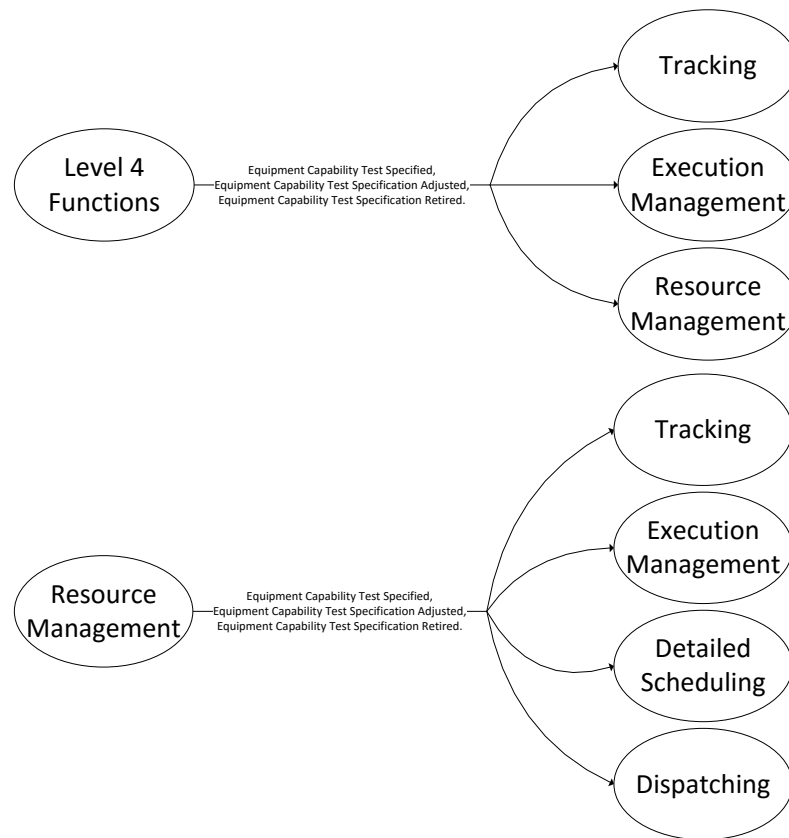 Tracking
Level 4
Functions
Equipment Capability Test Specified,
Equipment Capability Test Specification Adjusted,
Equipment Capability Test Specification Retired.
Execution
Management
Resource
Management
Tracking
Execution
Management
Resource
Management
Equipment Capability Test Specified,
Equipment Capability Test Specification Adjusted,
Equipment Capability Test Specification Retired.
Detailed
Scheduling
Dispatching